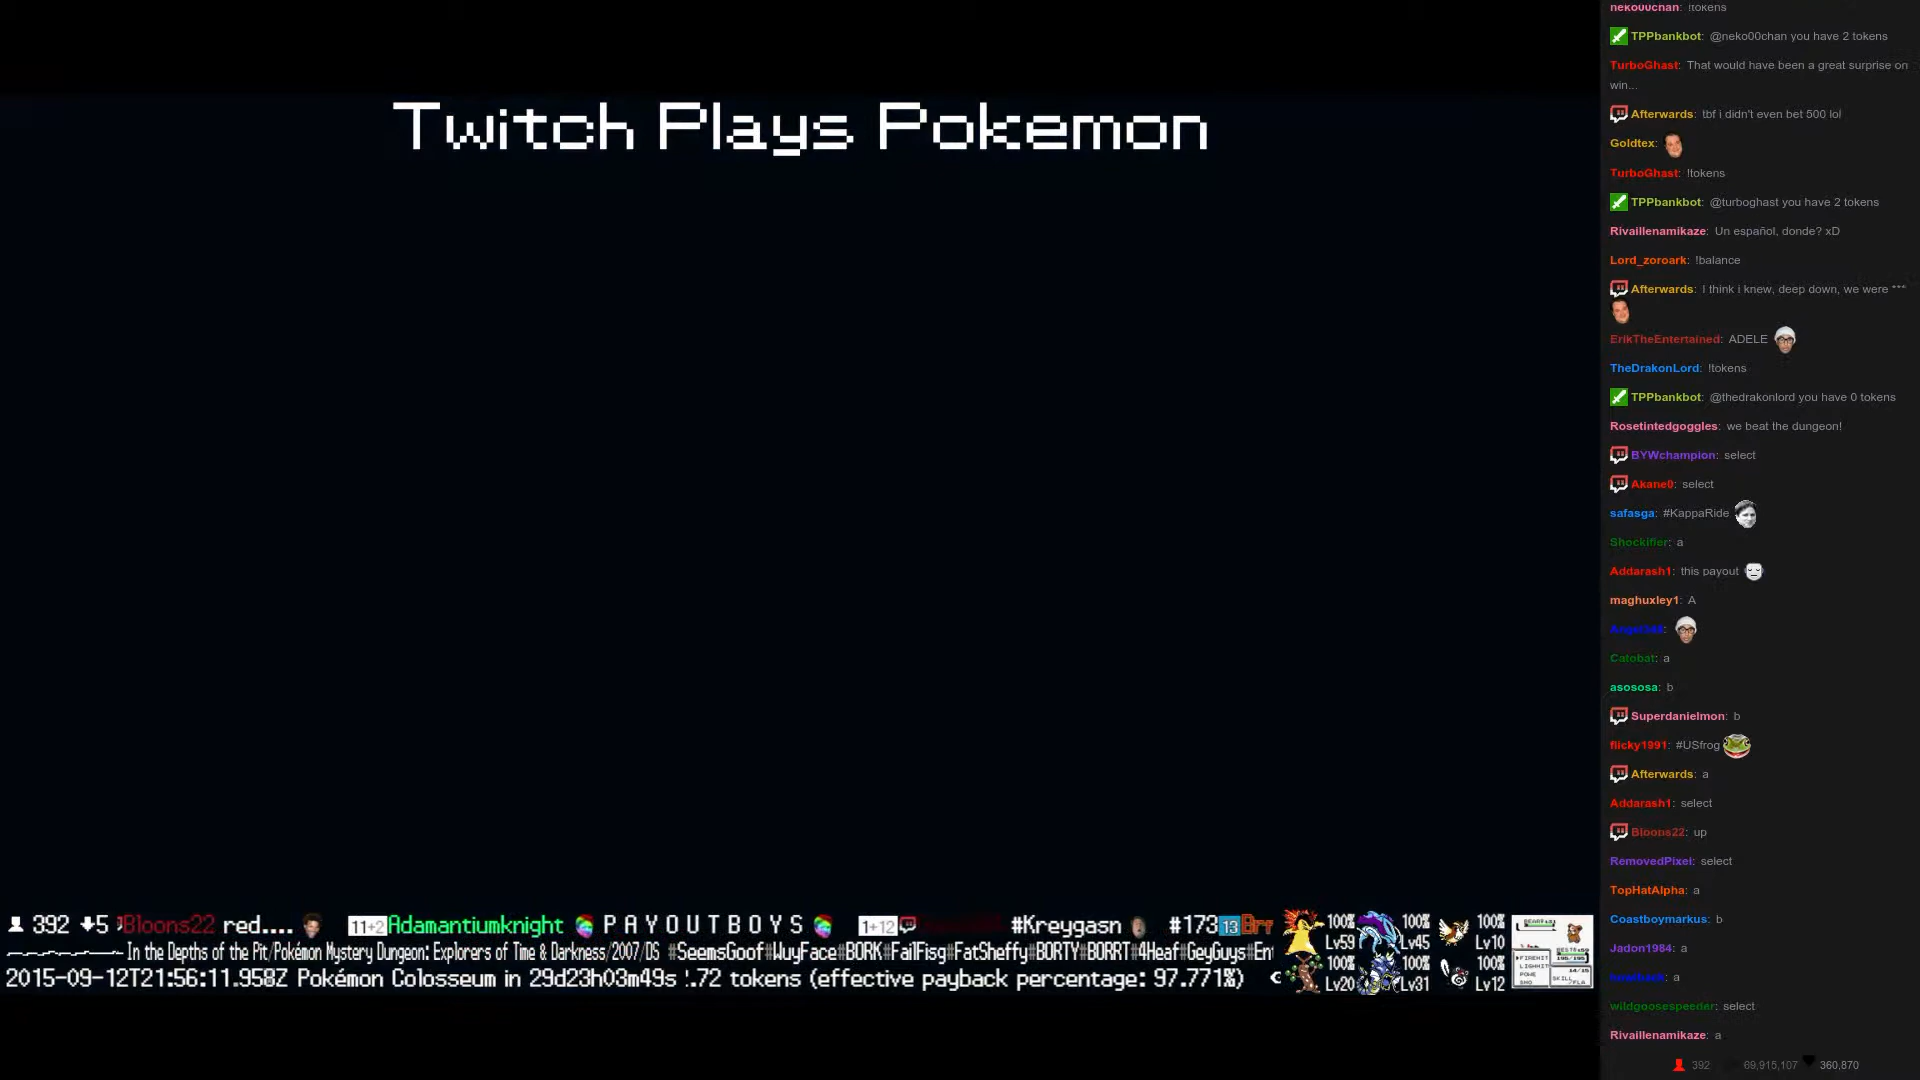 Twitch Plays Pokemon
392 5 Bloons22 red.... 11+2 Adamantiumknight P A Y O U T B O Y S 1+12 #Kreygasn #173 13
In the Depths of the Pit/Pokémon Mystery Dungeon: Explorers of Time & Darkness/2007/DS #SeemsGoof#WuyFace#BORK#FailFisg#FatSheffy#BORTY#BORRT#4Heaf#GeyGuys#En
2015-09-12T21:56:11.958Z Pokémon Colosseum in 29d23h03m49s .72 tokens (effective payback percentage: 97.771%)
100% Lv59 100% Lv45 100% Lv10
100% Lv20 100% Lv31 100% Lv12
neko00chan: !tokens
TPPbankbot: @neko00chan you have 2 tokens
TurboGhast: That would have been a great surprise on
win...
Afterwards: tbf i didn't even bet 500 lol
Goldtex:
TurboGhast: !tokens
TPPbankbot: @turboghast you have 2 tokens
Rivaillenamikaze: Un español, donde? xD
Lord_zoroark: !balance
Afterwards: I think i knew, deep down, we were ***
ErikTheEntertained: ADELE
TheDrakonLord: !tokens
TPPbankbot: @thedrakonlord you have 0 tokens
Rosetintedgoggles: we beat the dungeon!
BYWchampion: select
Akane0: select
safasga: #KappaRide
Shockifier: a
Addarash1: this payout
maghuxley1: A
Catobat: a
asososa: b
Superdanielmon: b
flicky1991: #USfrog
Afterwards: a
Addarash1: select
Bloons22: up
RemovedPixel: select
TopHatAlpha: a
Coastboymarkus: b
Jadon1984: a
a
wildgoosespeeder: select
Rivaillenamikaze: a
392 69,915,107 360,870